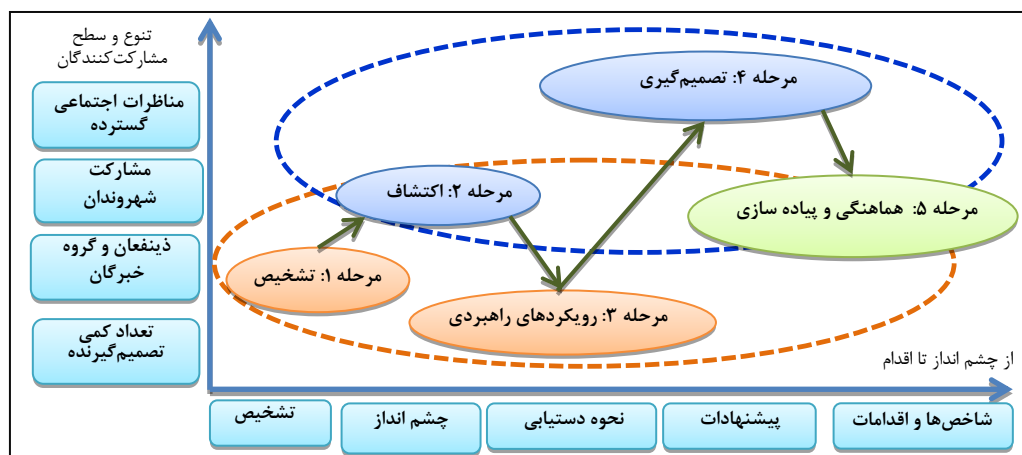 تنوع و سطح
مشارکت‌کنندگان
مناظرات اجتماعی
گسترده
مشارکت
شهروندان
ذینفعان و گروه
خبرگان
تعداد کمی
تصمیم‌گیرنده
مرحله ۴: تصمیم‌گیری
مرحله ۲: اکتشاف
مرحله ۵: هماهنگی و پیاده سازی
مرحله ۱: تشخیص
مرحله ۳: رویکردهای راهبردی
از چشم انداز تا اقدام
تشخیص
چشم انداز
نحوه دستیابی
پیشنهادات
شاخص‌ها و اقدامات